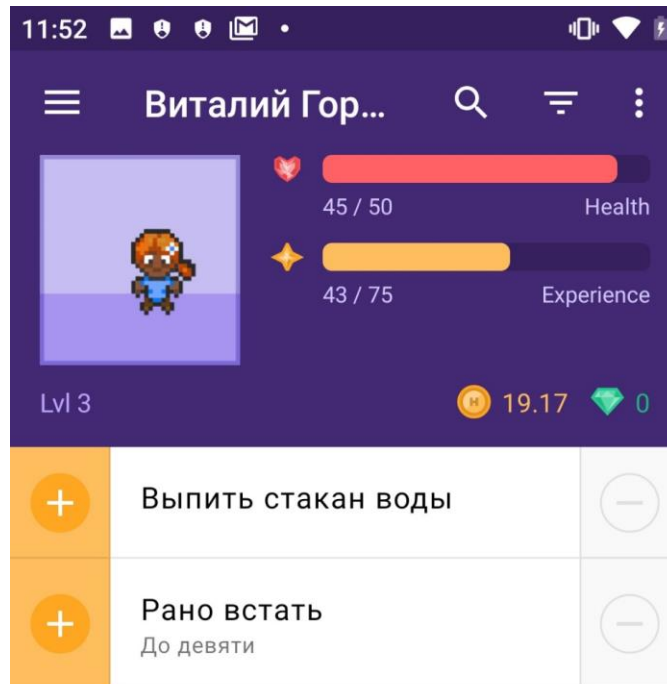 11:52
Виталий Гор...
45 / 50 Health
43 / 75 Experience
Lvl 3 19.17 0
Выпить стакан воды
Рано встать
До девяти